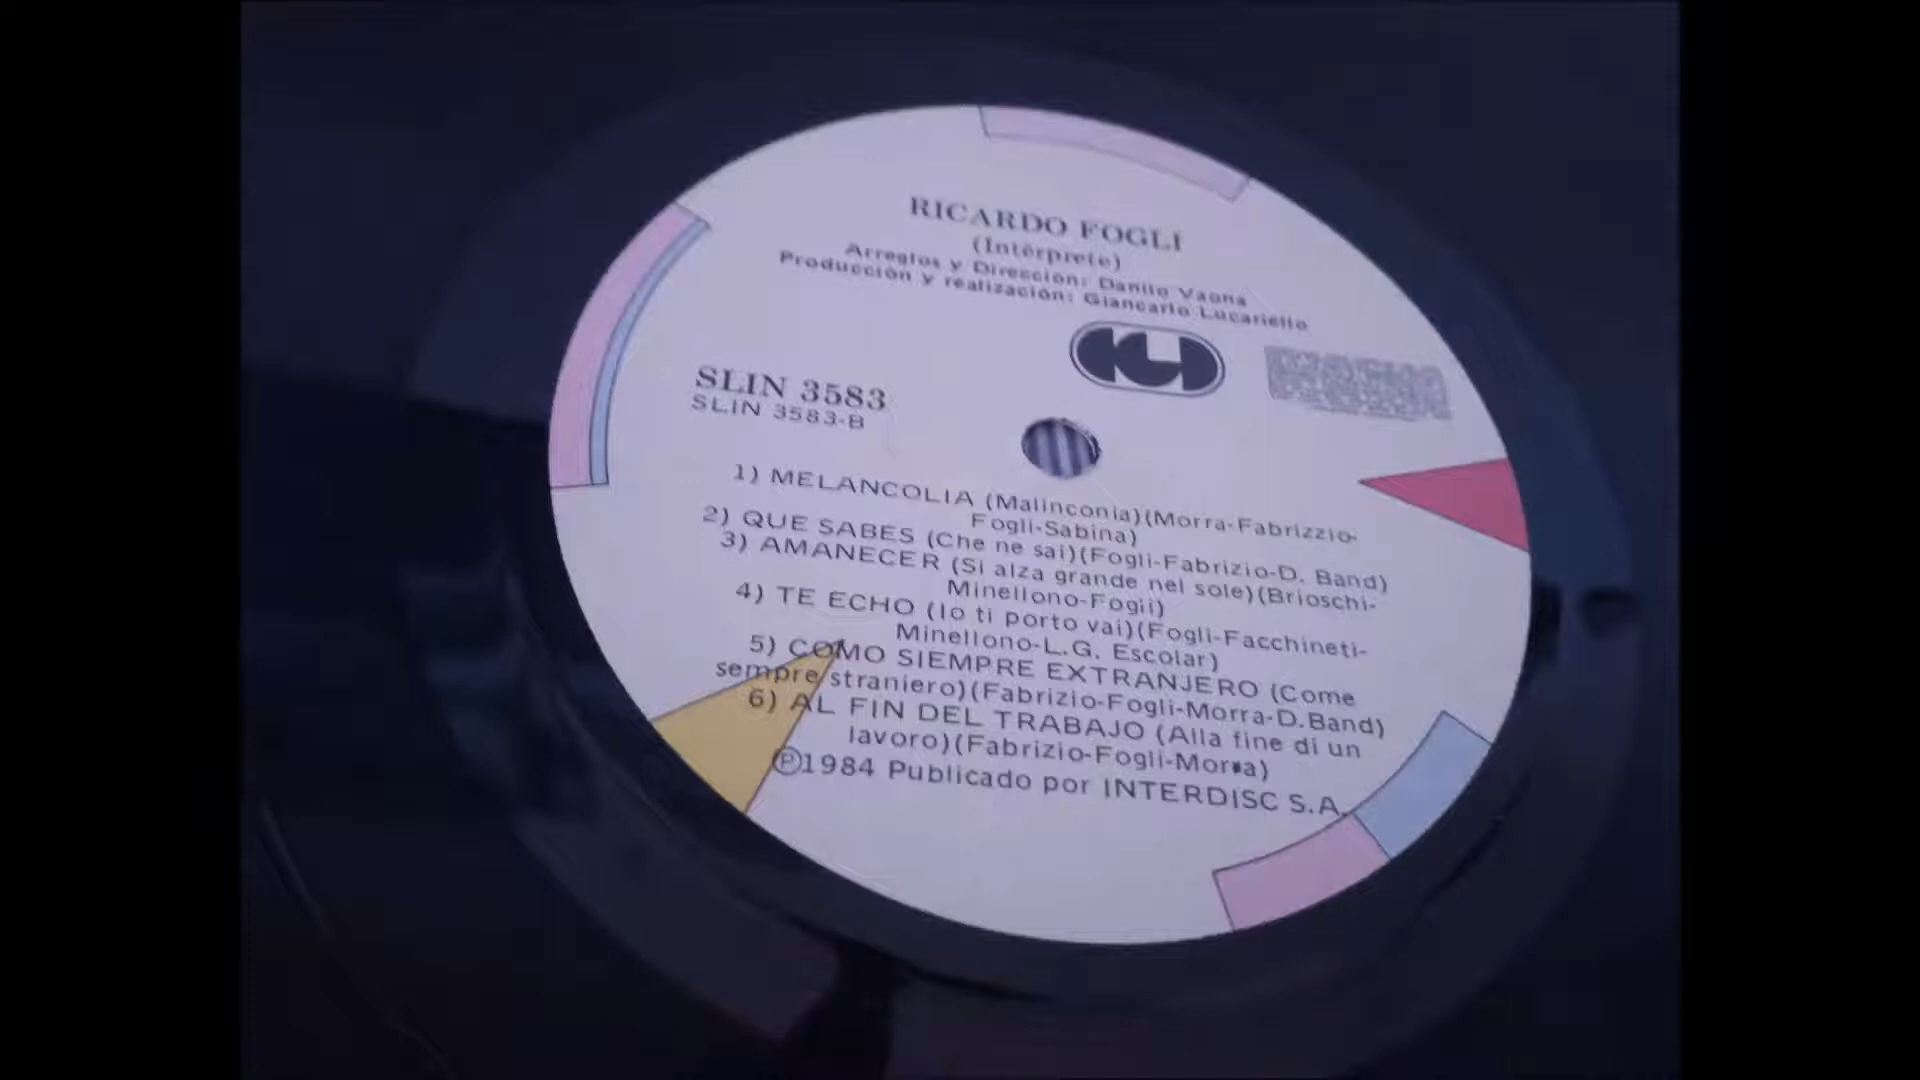 RICARDO FOGLI
(Intérprete)
Arreglos y Dirección: Danilo Vaona
Producción y realización: Giancarlo Lucariello
SLIN 3583
SLIN 3583-B
1) MELANCOLIA (Malinconia)(Morra-Fabrizzio-
Fogli-Sabina)
2) QUE SABES (Che ne sai)(Fogli-Fabrizio-D. Band)
3) AMANECER (Si alza grande nel sole)(Brioschi-
Minellono-Fogii)
4) TE ECHO (Io ti porto vai)(Fogli-Facchineti-
Minellono-L.G. Escolar)
5) COMO SIEMPRE EXTRANJERO (Come
sempre straniero)(Fabrizio-Fogli-Morra-D.Band)
6) AL FIN DEL TRABAJO (Alla fine di un
lavoro)(Fabrizio-Fogli-Morra)
Ⓟ1984 Publicado por INTERDISC S.A.